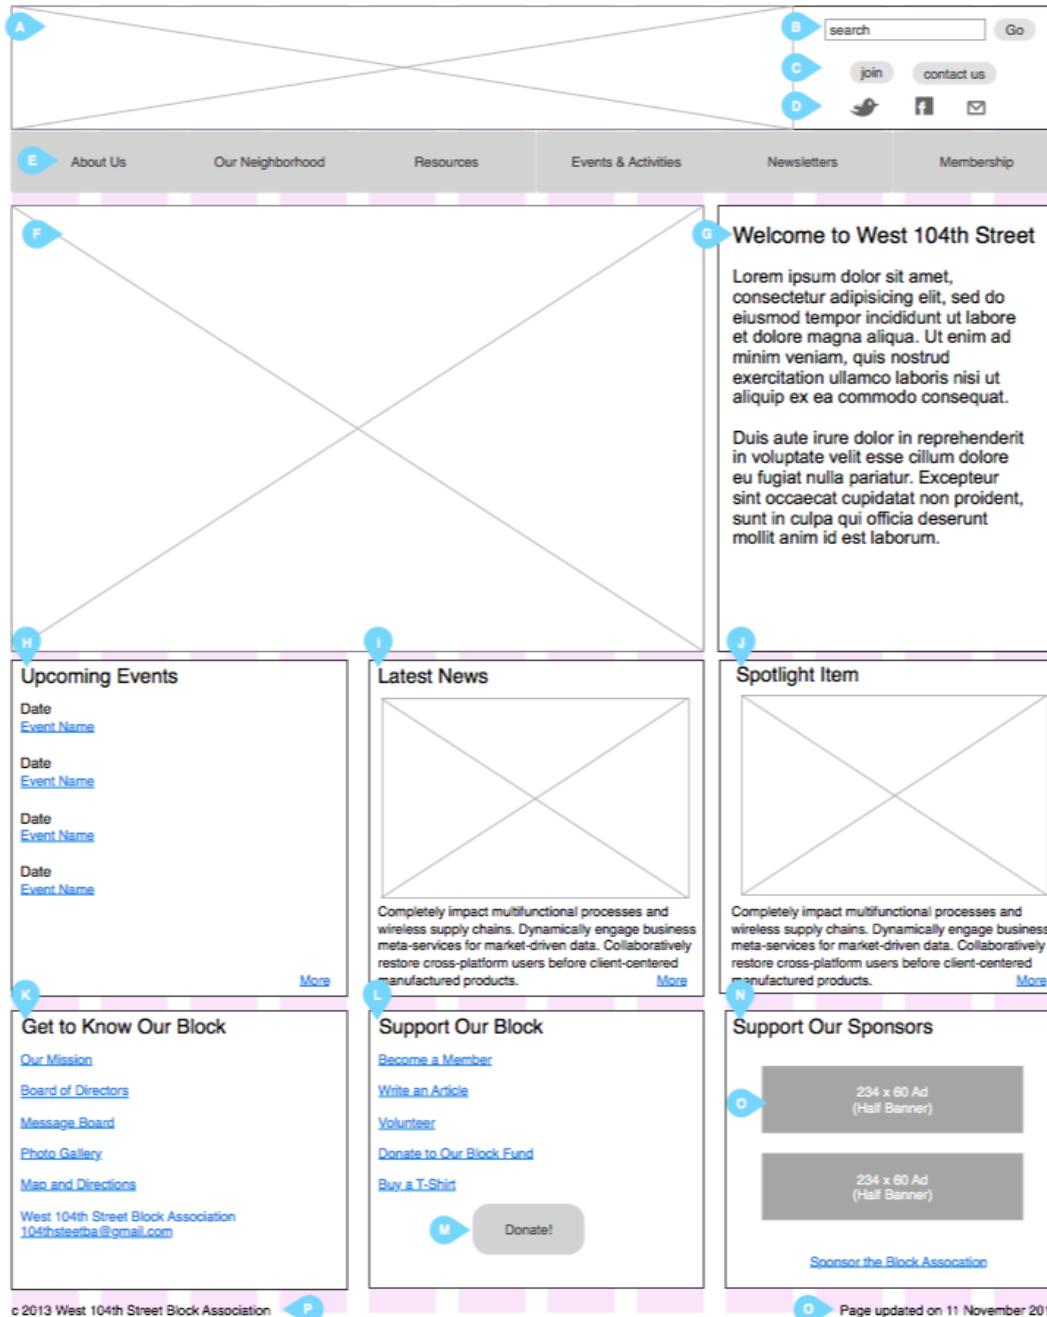 A
B
search
Go
C
join
contact us
D
E
About Us
Our Neighborhood
Resources
Events & Activities
Newsletters
Membership
F
G
Welcome to West 104th Street
Lorem ipsum dolor sit amet,
consectetur adipisicing elit, sed do
eiusmod tempor incididunt ut labore
et dolore magna aliqua. Ut enim ad
minim veniam, quis nostrud
exercitation ullamco laboris nisi ut
aliquip ex ea commodo consequat.
Duis aute irure dolor in reprehenderit
in voluptate velit esse cillum dolore
eu fugiat nulla pariatur. Excepteur
sint occaecat cupidatat non proident,
sunt in culpa qui officia deserunt
mollit anim id est laborum.
H
Upcoming Events
Date
Event Name
Date
Event Name
Date
Event Name
Date
Event Name
More
I
Latest News
Completely impact multifunctional processes and
wireless supply chains. Dynamically engage business
meta-services for market-driven data. Collaboratively
restore cross-platform users before client-centered
manufactured products.
More
J
Spotlight Item
Completely impact multifunctional processes and
wireless supply chains. Dynamically engage business
meta-services for market-driven data. Collaboratively
restore cross-platform users before client-centered
manufactured products.
More
K
Get to Know Our Block
Our Mission
Board of Directors
Message Board
Photo Gallery
Map and Directions
West 104th Street Block Association
104thsteetba@gmail.com
L
Support Our Block
Become a Member
Write an Article
Volunteer
Donate to Our Block Fund
Buy a T-Shirt
M
Donate!
N
Support Our Sponsors
O
234 x 60 Ad
(Half Banner)
234 x 60 Ad
(Half Banner)
Sponsor the Block Assocation
c 2013 West 104th Street Block Association
P
Page updated on 11 November 201